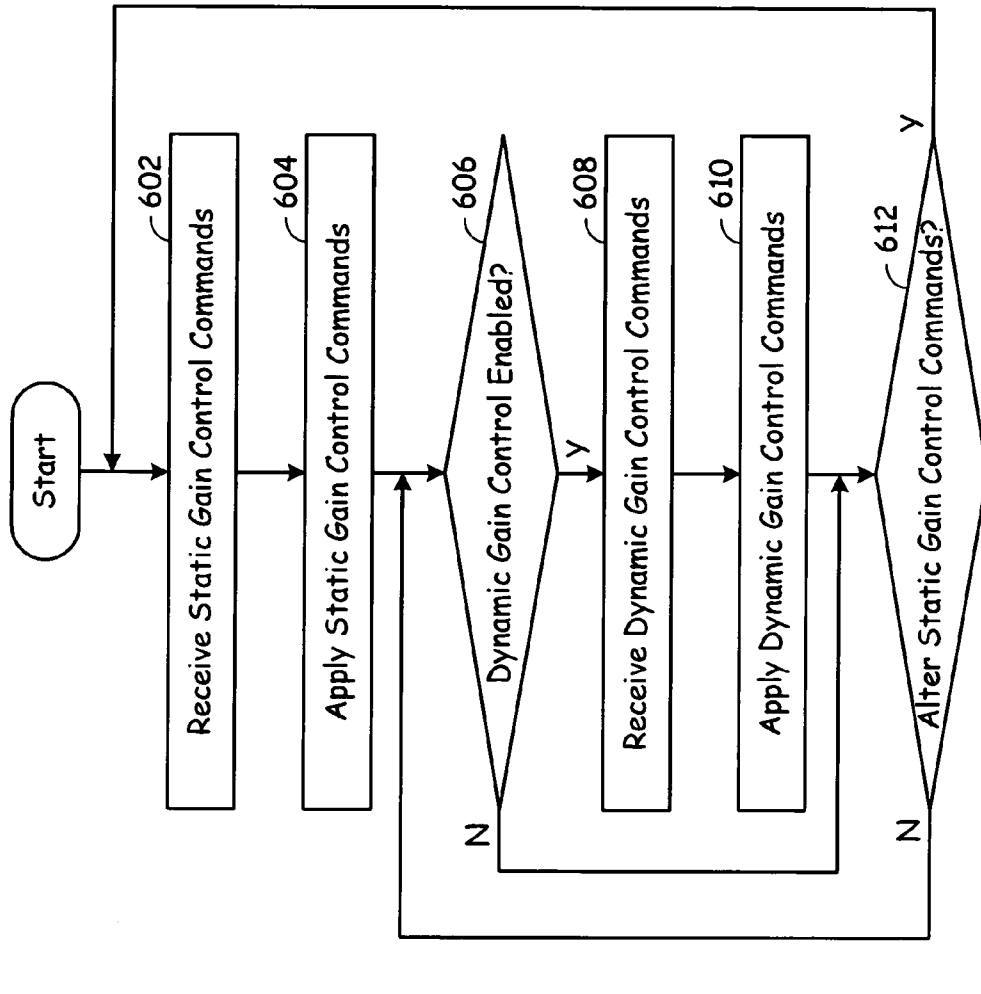 Start
602
Receive Static Gain Control Commands
604
Apply Static Gain Control Commands
606
Dynamic Gain Control Enabled?
N
Y
608
Receive Dynamic Gain Control Commands
610
Apply Dynamic Gain Control Commands
612
Alter Static Gain Control Commands?
N
Y